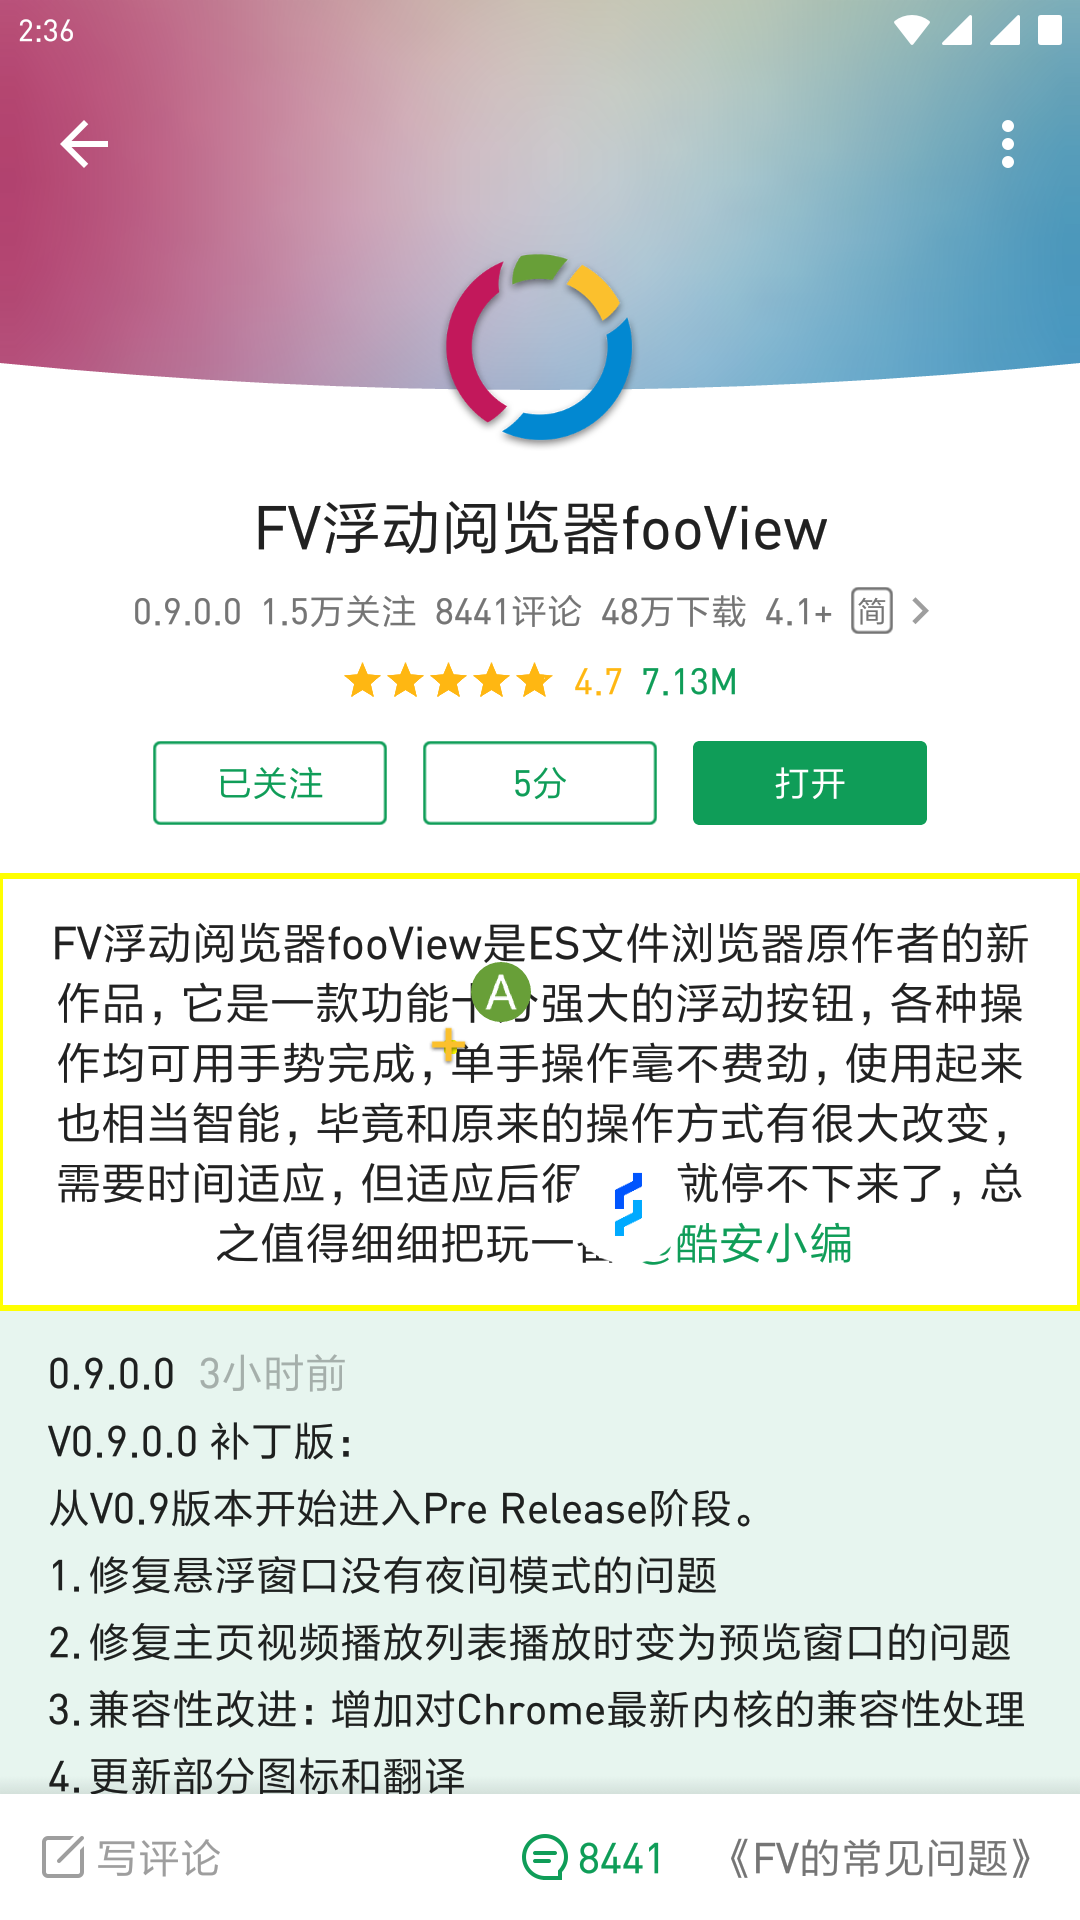 2:36
FV浮动阅览器fooView
0.9.0.0 1.5万关注 8441评论 48万下载 4.1+ 简
4.7 7.13M
已关注 5分 打开
FV浮动阅览器fooView是ES文件浏览器原作者的新
作品，它是一款功能 A 强大的浮动按钮，各种操
作均可用手势完成，单手操作毫不费劲，使用起来
也相当智能，毕竟和原来的操作方式有很大改变，
需要时间适应，但适应后很 就停不下来了，总
之值得细细把玩一 酷安小编
0.9.0.0 3小时前
V0.9.0.0 补丁版：
从V0.9版本开始进入Pre Release阶段。
1.修复悬浮窗口没有夜间模式的问题
2.修复主页视频播放列表播放时变为预览窗口的问题
3.兼容性改进：增加对Chrome最新内核的兼容性处理
4.更新部分图标和翻译
写评论 8441 《FV的常见问题》